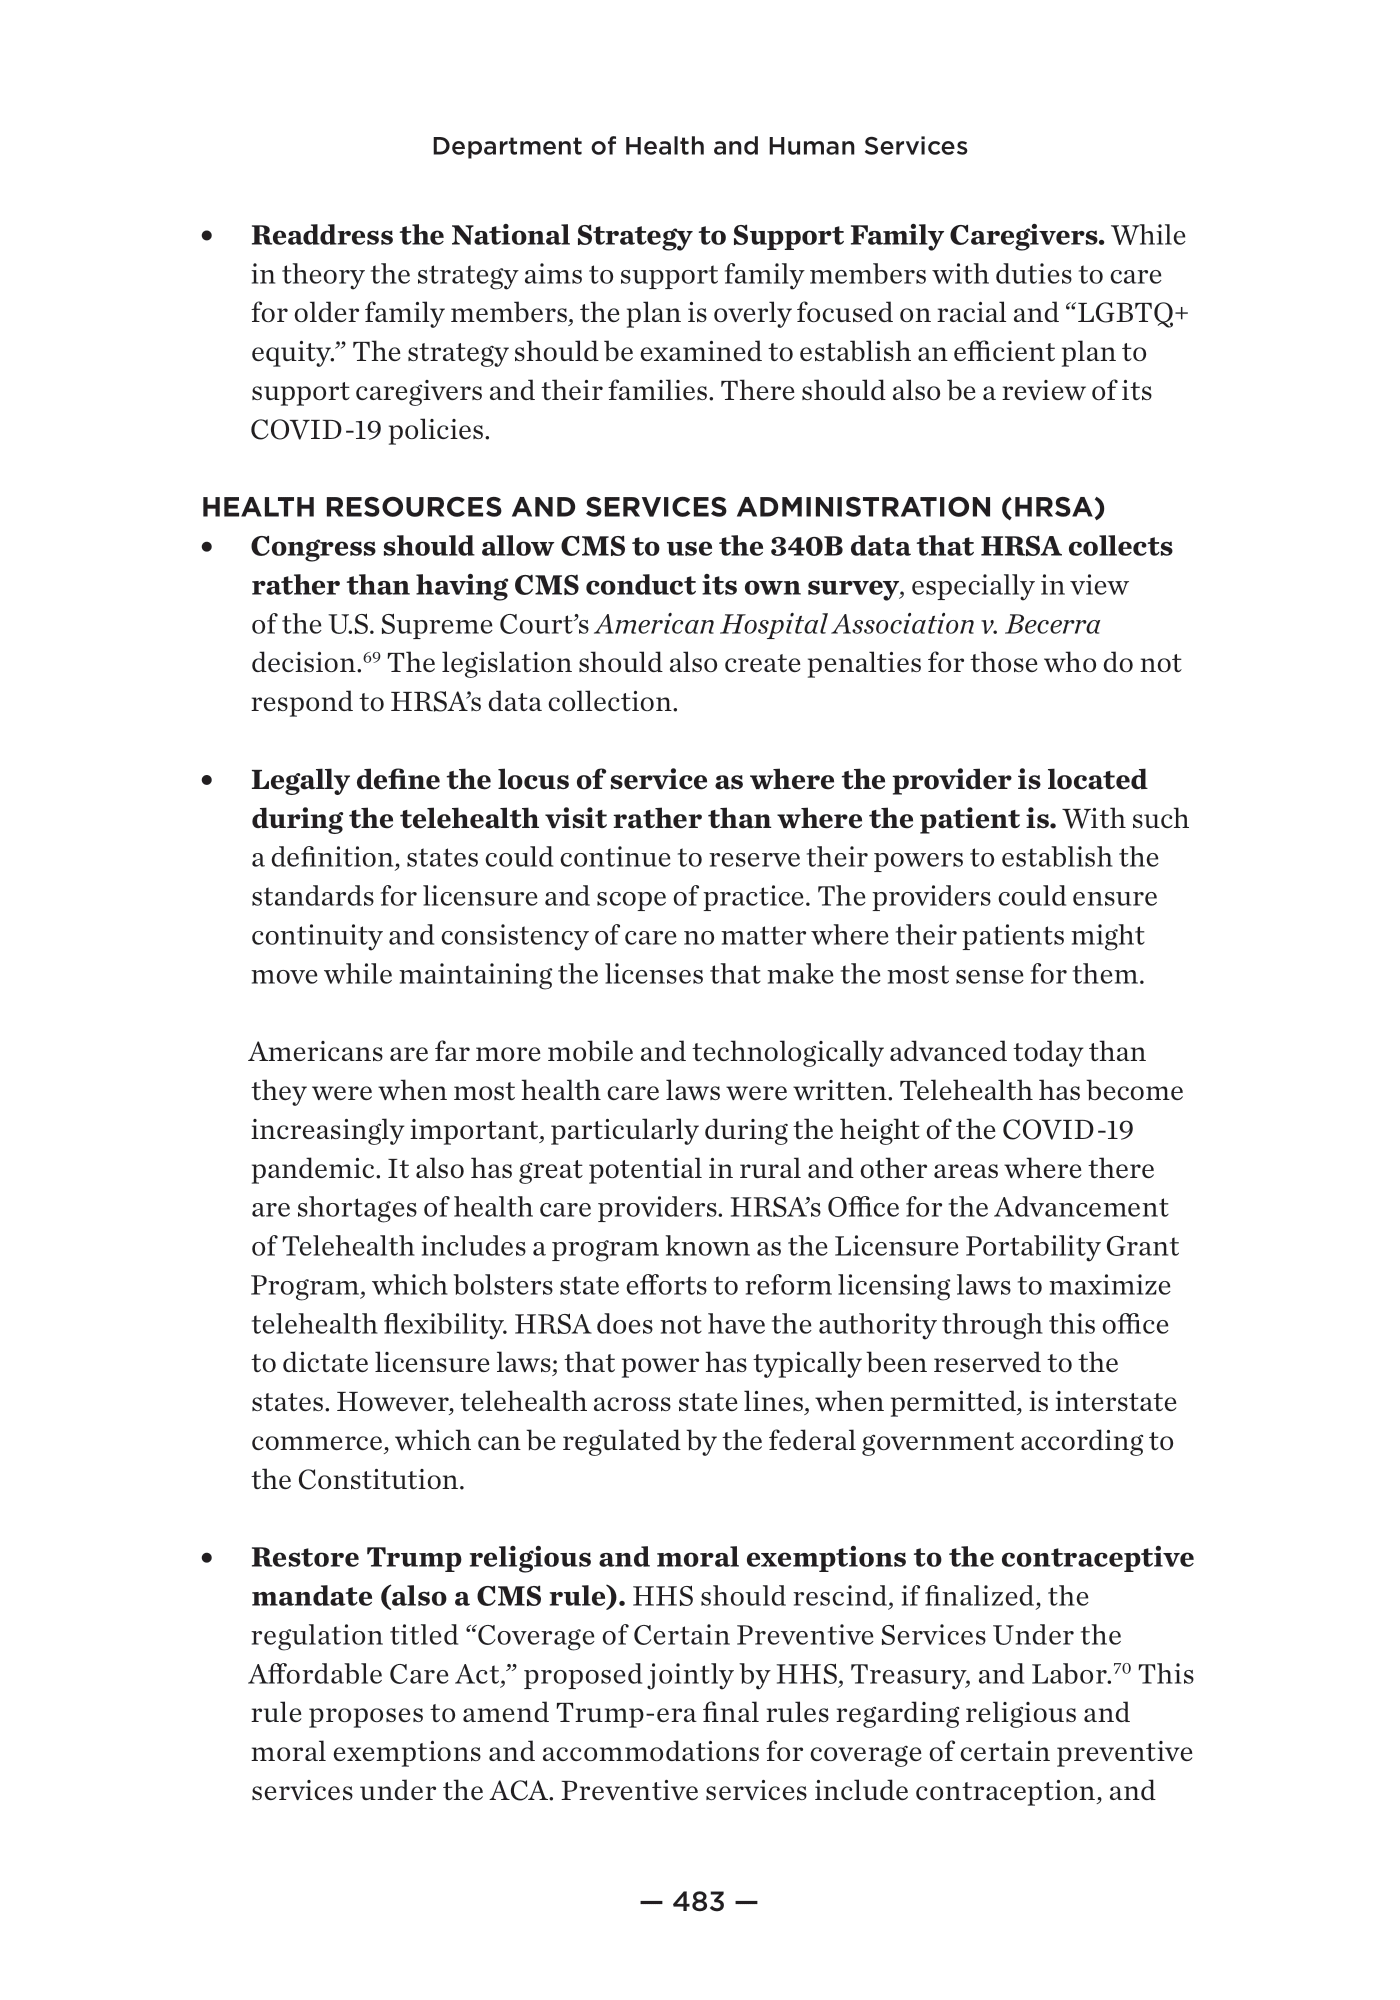 Department of Health and Human Services
• Readdress the National Strategy to Support Family Caregivers. While
in theory the strategy aims to support family members with duties to care
for older family members, the plan is overly focused on racial and “LGBTQ+
equity.” The strategy should be examined to establish an efficient plan to
support caregivers and their families. There should also be a review of its
COVID-19 policies.
HEALTH RESOURCES AND SERVICES ADMINISTRATION (HRSA)
• Congress should allow CMS to use the 340B data that HRSA collects
rather than having CMS conduct its own survey, especially in view
of the U.S. Supreme Court’s American Hospital Association v. Becerra
decision.69 The legislation should also create penalties for those who do not
respond to HRSA’s data collection.
• Legally define the locus of service as where the provider is located
during the telehealth visit rather than where the patient is. With such
a definition, states could continue to reserve their powers to establish the
standards for licensure and scope of practice. The providers could ensure
continuity and consistency of care no matter where their patients might
move while maintaining the licenses that make the most sense for them.
Americans are far more mobile and technologically advanced today than
they were when most health care laws were written. Telehealth has become
increasingly important, particularly during the height of the COVID-19
pandemic. It also has great potential in rural and other areas where there
are shortages of health care providers. HRSA’s Office for the Advancement
of Telehealth includes a program known as the Licensure Portability Grant
Program, which bolsters state efforts to reform licensing laws to maximize
telehealth flexibility. HRSA does not have the authority through this office
to dictate licensure laws; that power has typically been reserved to the
states. However, telehealth across state lines, when permitted, is interstate
commerce, which can be regulated by the federal government according to
the Constitution.
• Restore Trump religious and moral exemptions to the contraceptive
mandate (also a CMS rule). HHS should rescind, if finalized, the
regulation titled “Coverage of Certain Preventive Services Under the
Affordable Care Act,” proposed jointly by HHS, Treasury, and Labor.70 This
rule proposes to amend Trump-era final rules regarding religious and
moral exemptions and accommodations for coverage of certain preventive
services under the ACA. Preventive services include contraception, and
— 483 —